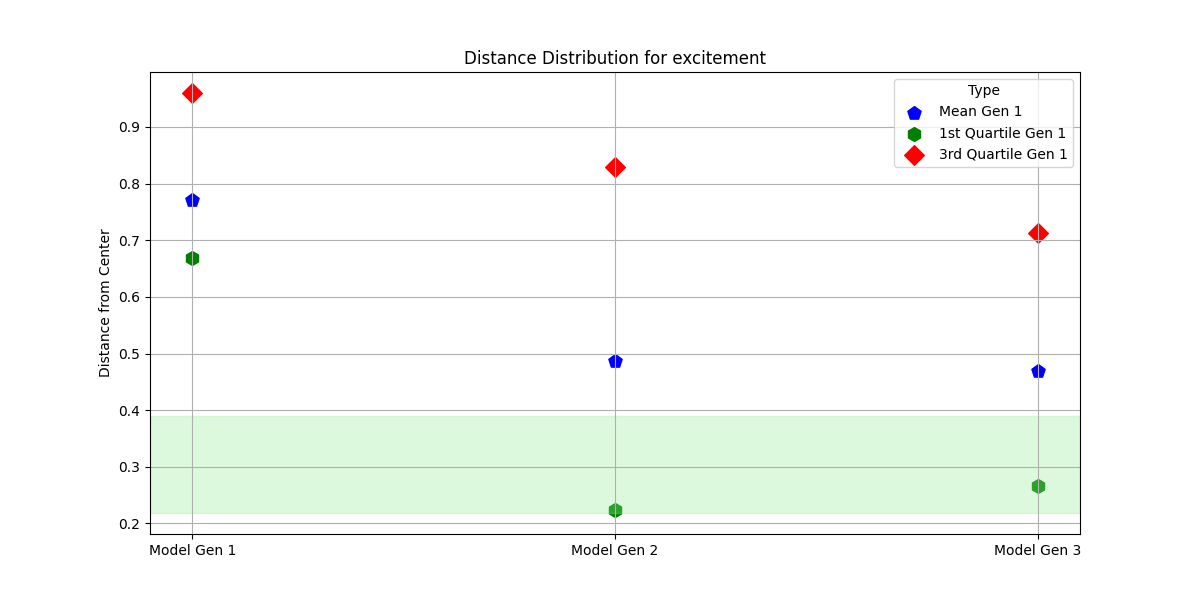 Distance Distribution for excitement
Type
Mean Gen 1
1st Quartile Gen 1
3rd Quartile Gen 1
Distance from Center
0.9
0.8
0.7
0.6
0.5
0.4
0.3
0.2
Model Gen 1
Model Gen 2
Model Gen 3